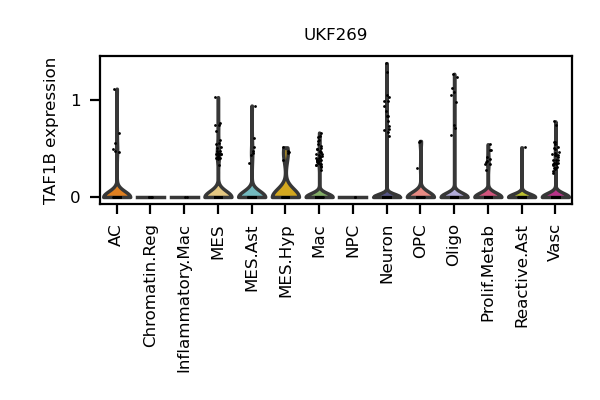 UKF269
TAF1B expression
1
0
AC
Chromatin.Reg
Inflammatory.Mac
MES
MES.Ast
MES.Hyp
Mac
NPC
Neuron
OPC
Oligo
Prolif.Metab
Reactive.Ast
Vasc